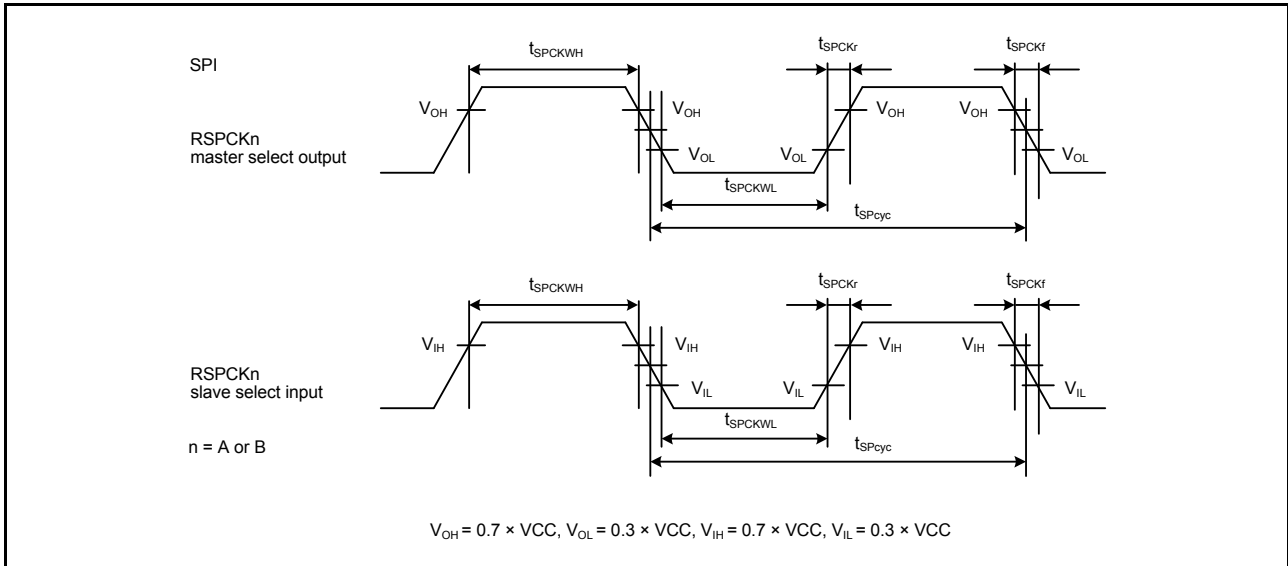 tSPCKWH
tSPCKr
tSPCKf
SPI
VOH
VOH
VOH
VOH
RSPCKn
master select output
VOL
VOL
VOL
tSPCKWL
tSPcyc
tSPCKWH
tSPCKr
tSPCKf
VIH
VIH
VIH
VIH
RSPCKn
slave select input
VIL
VIL
VIL
tSPCKWL
n = A or B
tSPcyc
VOH = 0.7 × VCC, VOL = 0.3 × VCC, VIH = 0.7 × VCC, VIL = 0.3 × VCC